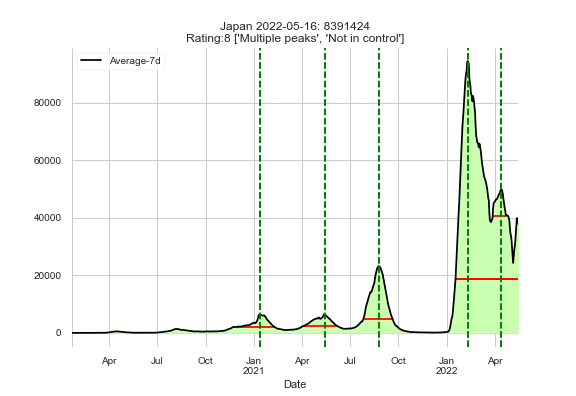 Japan 2022-05-16: 8391424
Rating:8 ['Multiple peaks', 'Not in control']
Average-7d
80000
60000
40000
20000
0
Apr Jul Oct Jan Apr Jul Oct Jan Apr
2021 2022
Date